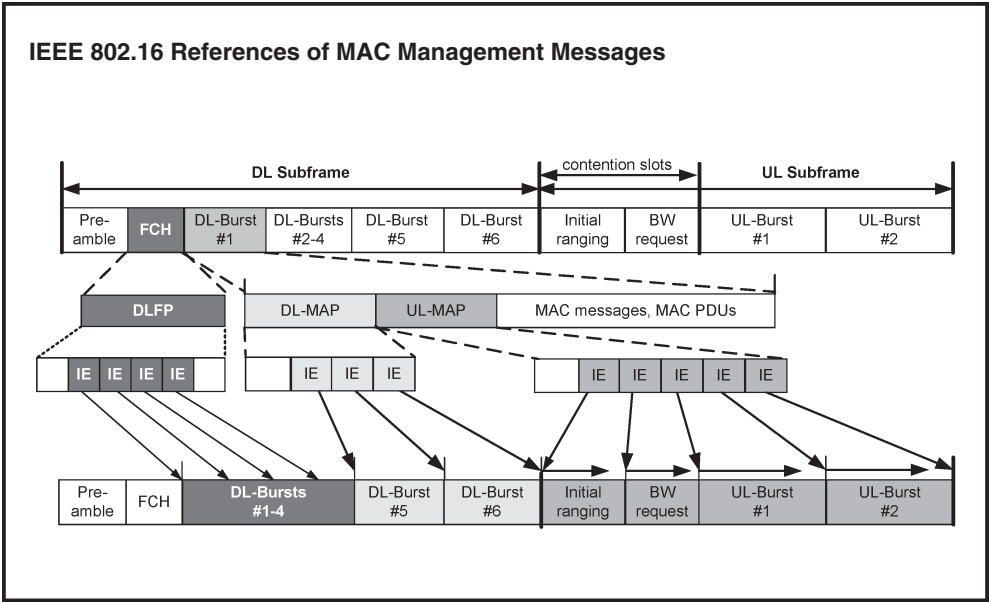 IEEE 802.16 References of MAC Management Messages
DL Subframe
contention slots
UL Subframe
Pre-
amble
FCH
DL-Burst
#1
DL-Bursts
#2-4
DL-Burst
#5
DL-Burst
#6
Initial
ranging
BW
request
UL-Burst
#1
UL-Burst
#2
DLFP
DL-MAP
UL-MAP
MAC messages, MAC PDUs
IE
IE
IE
IE
IE
IE
IE
IE
IE
IE
IE
IE
Pre-
amble
FCH
DL-Bursts
#1-4
DL-Burst
#5
DL-Burst
#6
Initial
ranging
BW
request
UL-Burst
#1
UL-Burst
#2